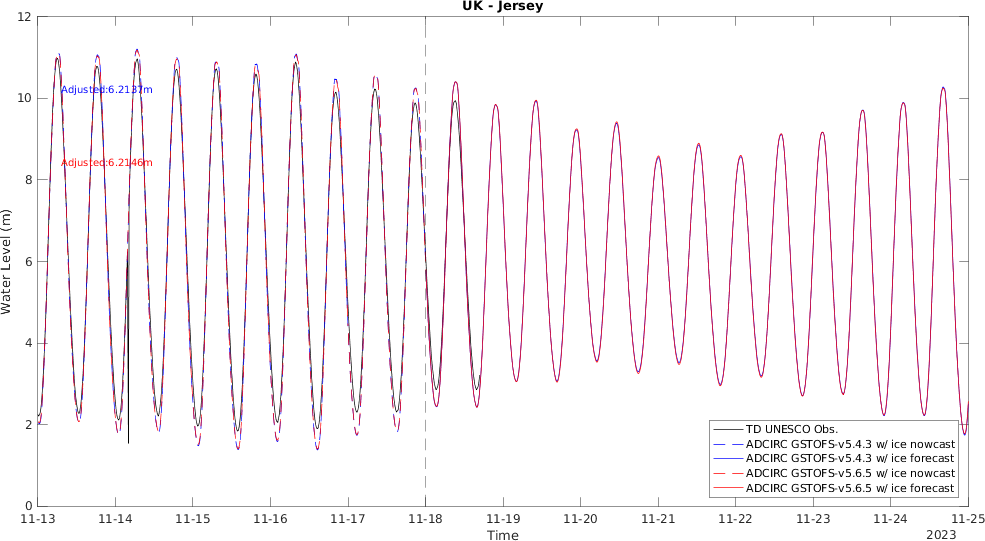 UK - Jersey
12
10
8
6
4
2
0
Water Level (m)
Adjusted:6.2137m
Adjusted:6.2146m
TD UNESCO Obs.
ADCIRC GSTOFS-v5.4.3 w/ ice nowcast
ADCIRC GSTOFS-v5.4.3 w/ ice forecast
ADCIRC GSTOFS-v5.6.5 w/ ice nowcast
ADCIRC GSTOFS-v5.6.5 w/ ice forecast
11-13 11-14 11-15 11-16 11-17 11-18 11-19 11-20 11-21 11-22 11-23 11-24 11-25
Time
2023